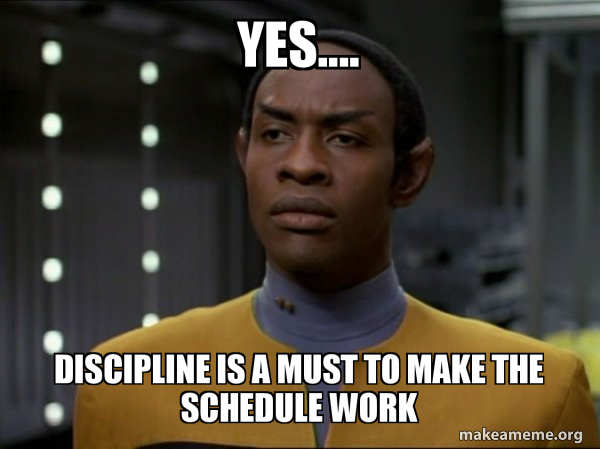 YES....
DISCIPLINE IS A MUST TO MAKE THE
SCHEDULE WORK
makeameme.org